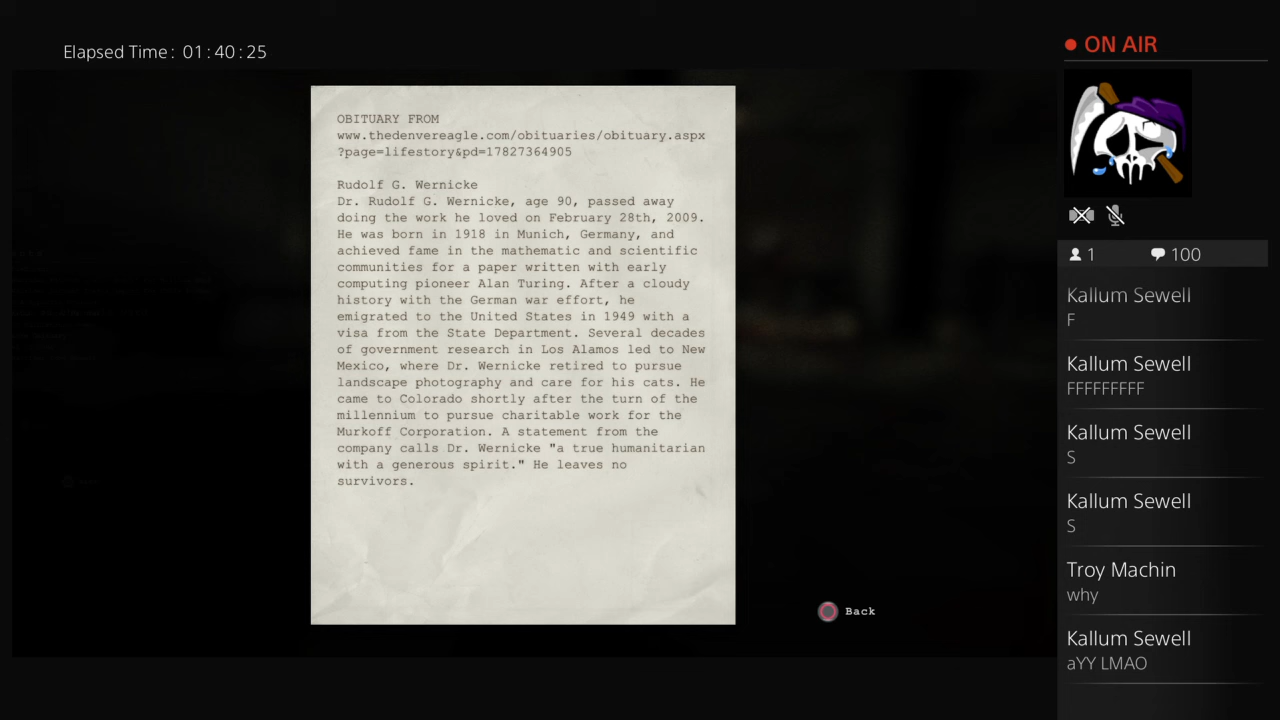 Elapsed Time: 01:40:25
OBITUARY FROM
www.thedenvereagle.com/obituaries/obituary.aspx
?page=lifestory&pd=17827364905
Rudolf G. Wernicke
Dr. Rudolf G. Wernicke, age 90, passed away
doing the work he loved on February 28th, 2009.
He was born in 1918 in Munich, Germany, and
achieved fame in the mathematic and scientific
communities for a paper written with early
computing pioneer Alan Turing. After a cloudy
history with the German war effort, he
emigrated to the United States in 1949 with a
visa from the State Department. Several decades
of government research in Los Alamos led to New
Mexico, where Dr. Wernicke retired to pursue
landscape photography and care for his cats. He
came to Colorado shortly after the turn of the
millennium to pursue charitable work for the
Murkoff Corporation. A statement from the
company calls Dr. Wernicke "a true humanitarian
with a generous spirit." He leaves no
survivors.
Back
ON AIR
1 100
Kallum Sewell
F
Kallum Sewell
FFFFFFFFF
Kallum Sewell
S
Kallum Sewell
S
Troy Machin
why
Kallum Sewell
aYY LMAO